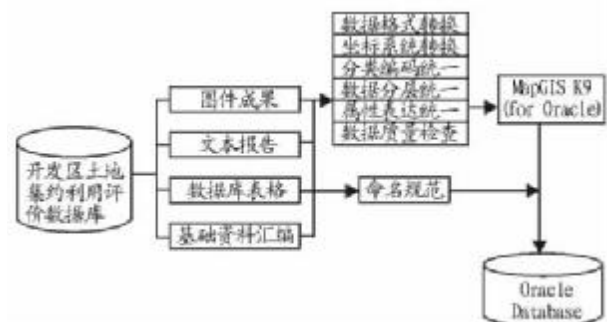 开发区土地
集约利用评
价数据库
图件成果
文本报告
数据库表格
基础资料汇编
数据格式转换
坐标系统转换
分类编码统一
数据分层统一
属性表达统一
数据质量检查
命名规范
MapGIS K9
(for Oracle)
Oracle
Database